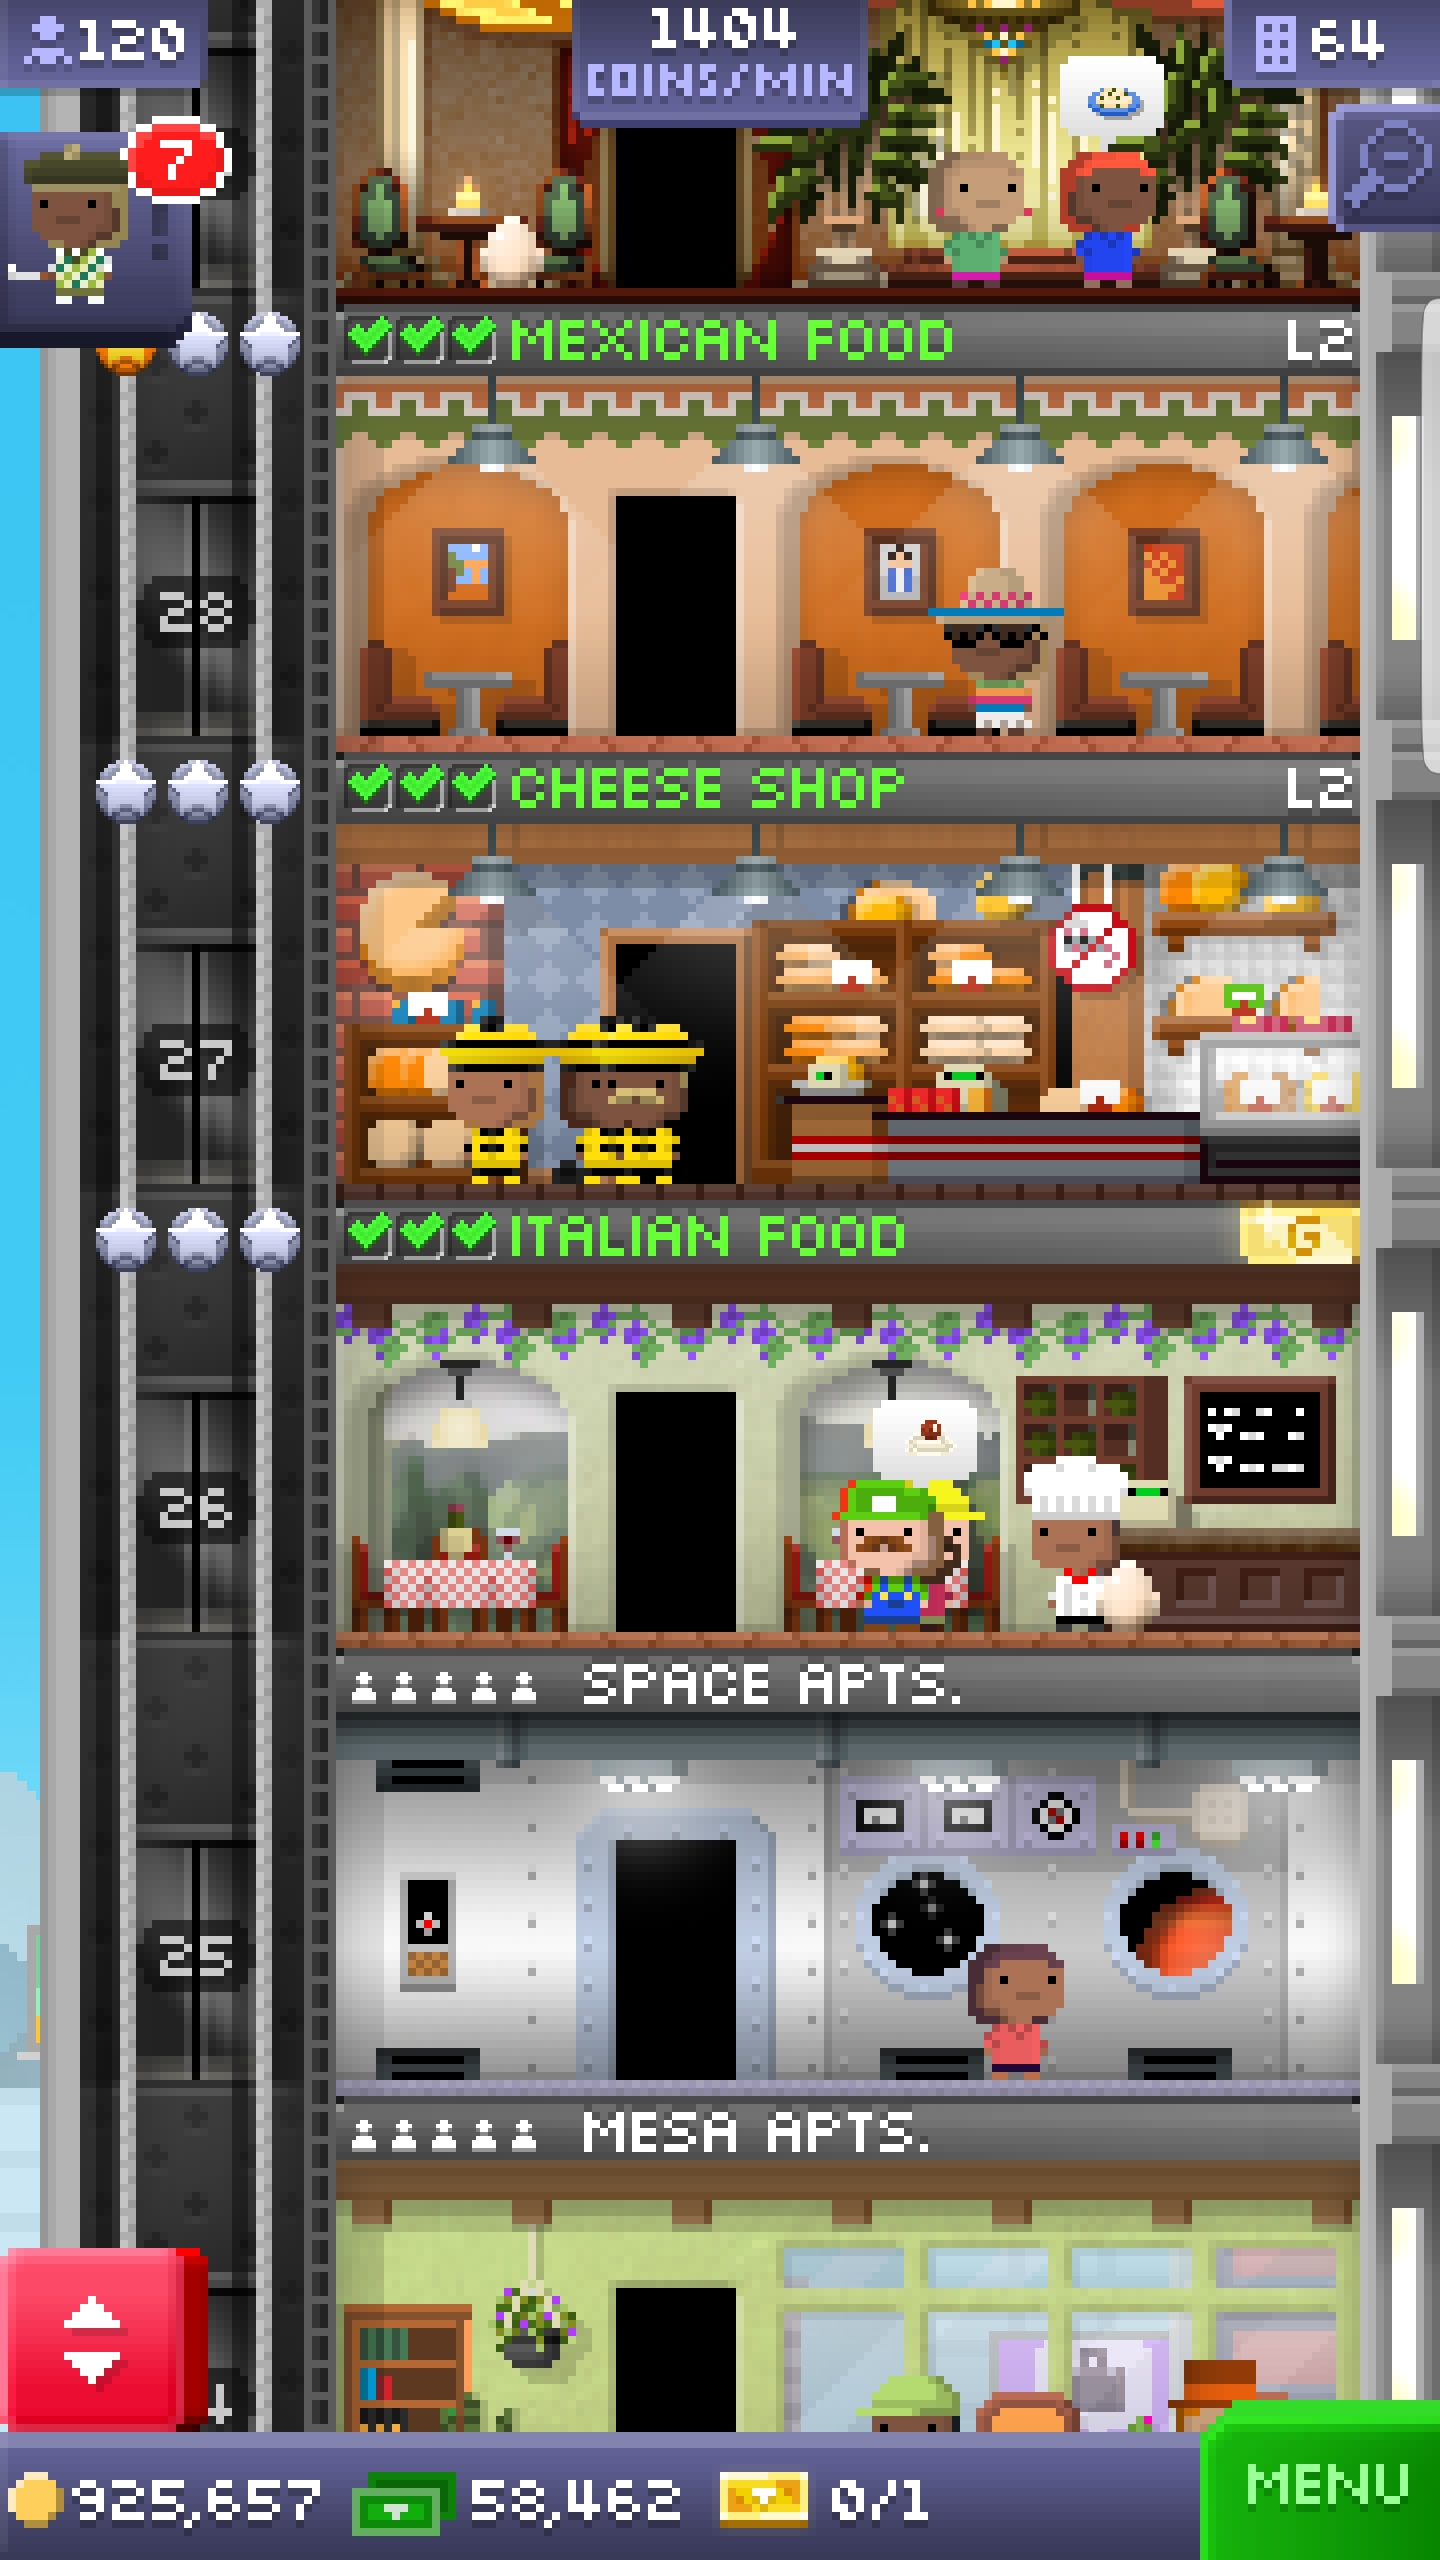 120
1404
COINS/MIN
64
7
MEXICAN FOOD L2
28
CHEESE SHOP L2
27
ITALIAN FOOD G
26
SPACE APTS.
25
MESA APTS.
925,657 58,462 0/1
MENU